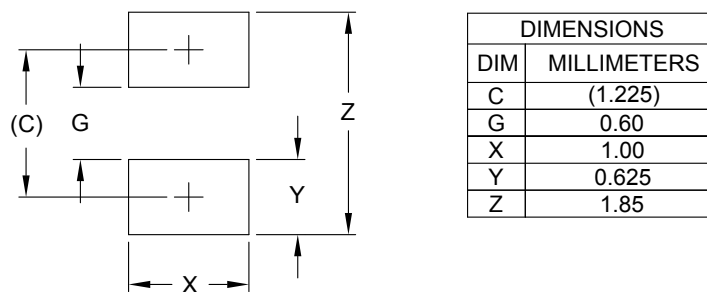 (C)
G
Z
Y
X
DIMENSIONS
DIM MILLIMETERS
C (1.225)
G 0.60
X 1.00
Y 0.625
Z 1.85